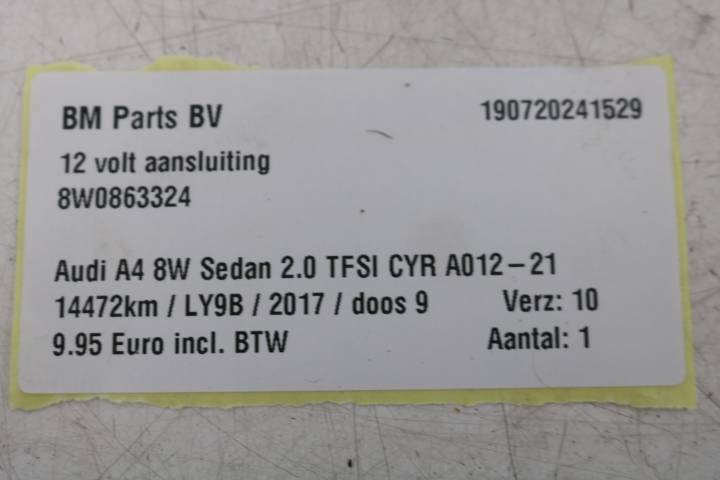 BM Parts BV 190720241529
12 volt aansluiting
8W0863324
Audi A4 8W Sedan 2.0 TFSI CYR A012-21
14472km / LY9B / 2017 / doos 9 Verz: 10
9.95 Euro incl. BTW Aantal: 1